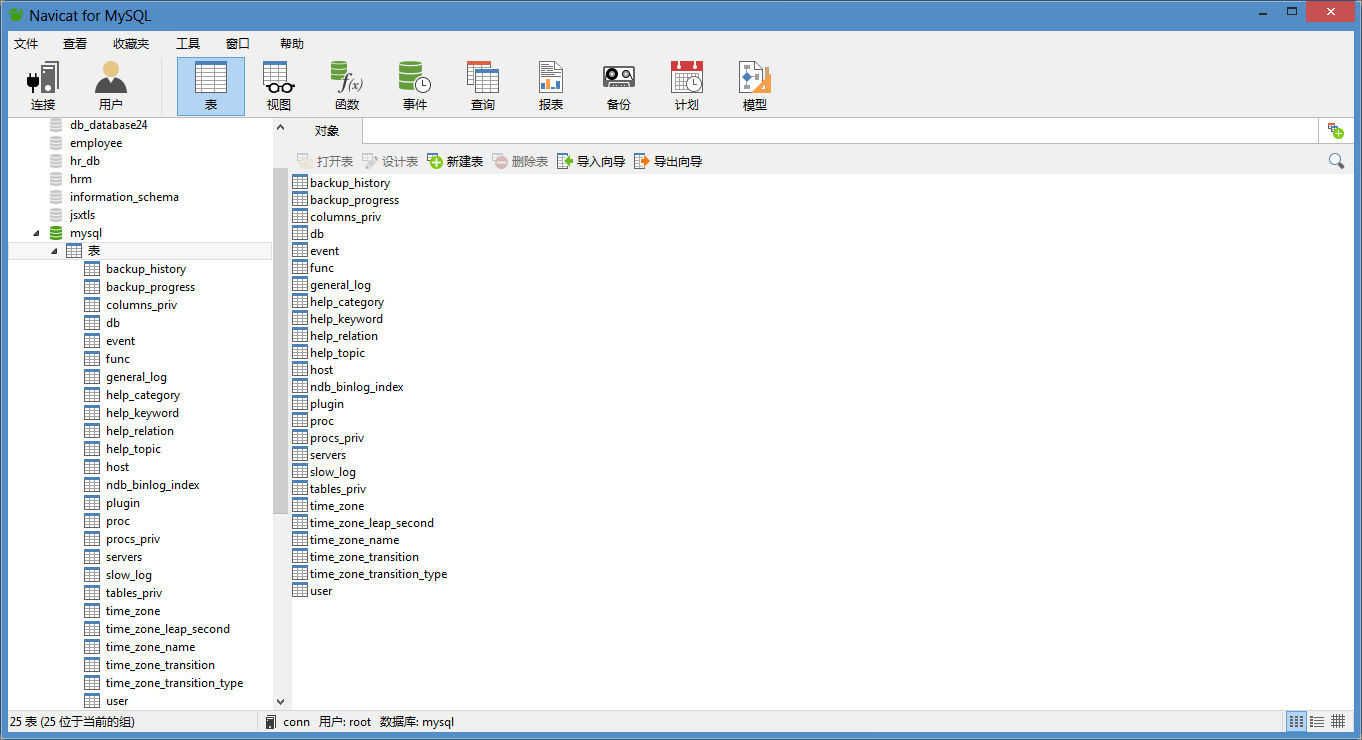 Navicat for MySQL
文件 查看 收藏夹 工具 窗口 帮助
连接 用户 表 视图 函数 事件 查询 报表 备份 计划 模型
db_database24
employee
hr_db
hrm
information_schema
jsxtls
mysql
表
backup_history
backup_progress
columns_priv
db
event
func
general_log
help_category
help_keyword
help_relation
help_topic
host
ndb_binlog_index
plugin
proc
procs_priv
servers
slow_log
tables_priv
time_zone
time_zone_leap_second
time_zone_name
time_zone_transition
time_zone_transition_type
user
对象
打开表 设计表 新建表 删除表 导入向导 导出向导
backup_history
backup_progress
columns_priv
db
event
func
general_log
help_category
help_keyword
help_relation
help_topic
host
ndb_binlog_index
plugin
proc
procs_priv
servers
slow_log
tables_priv
time_zone
time_zone_leap_second
time_zone_name
time_zone_transition
time_zone_transition_type
user
25 表 (25 位于当前的组) conn 用户: root 数据库: mysql